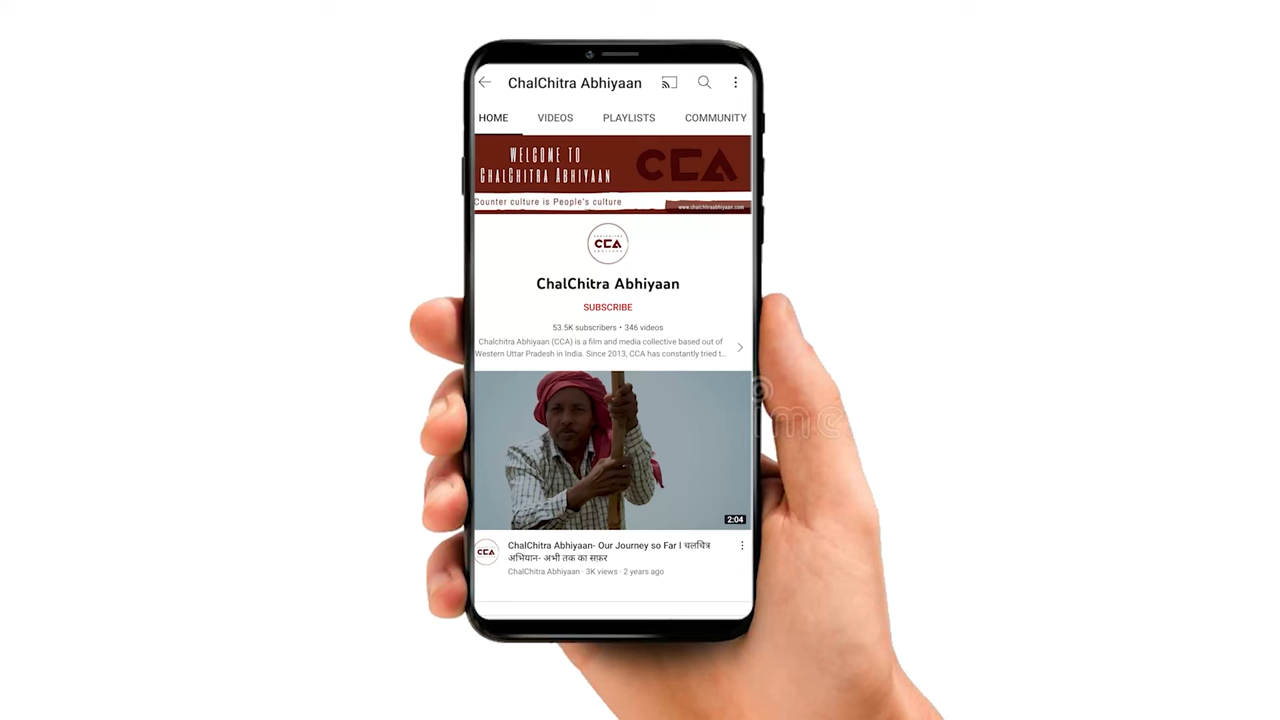 ChalChitra Abhiyaan
HOME VIDEOS PLAYLISTS COMMUNITY
WELCOME TO
CHALCHITRA ABHIYAAN
CCA
Counter culture is People's culture
www.chalchitraabhiyaan.com
CCA
ChalChitra Abhiyaan
SUBSCRIBE
53.5K subscribers • 346 videos
Chalchitra Abhiyaan (CCA) is a film and media collective based out of
Western Uttar Pradesh in India. Since 2013, CCA has constantly tried t...
2:04
CCA
ChalChitra Abhiyaan- Our Journey so Far l चलचित्र
अभियान- अभी तक का सफ़र
ChalChitra Abhiyaan · 3K views · 2 years ago